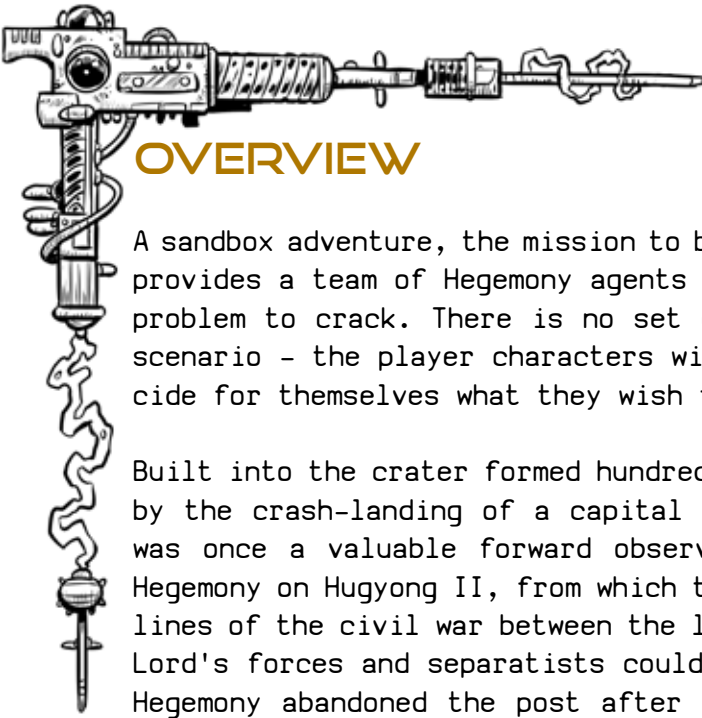 OVERVIEW
A sandbox adventure, the mission to b
provides a team of Hegemony agents
problem to crack. There is no set
scenario – the player characters wi
cide for themselves what they wish
Built into the crater formed hundred
by the crash-landing of a capital
was once a valuable forward observ
Hegemony on Hugyong II, from which t
lines of the civil war between the l
Lord's forces and separatists could
Hegemony abandoned the post after